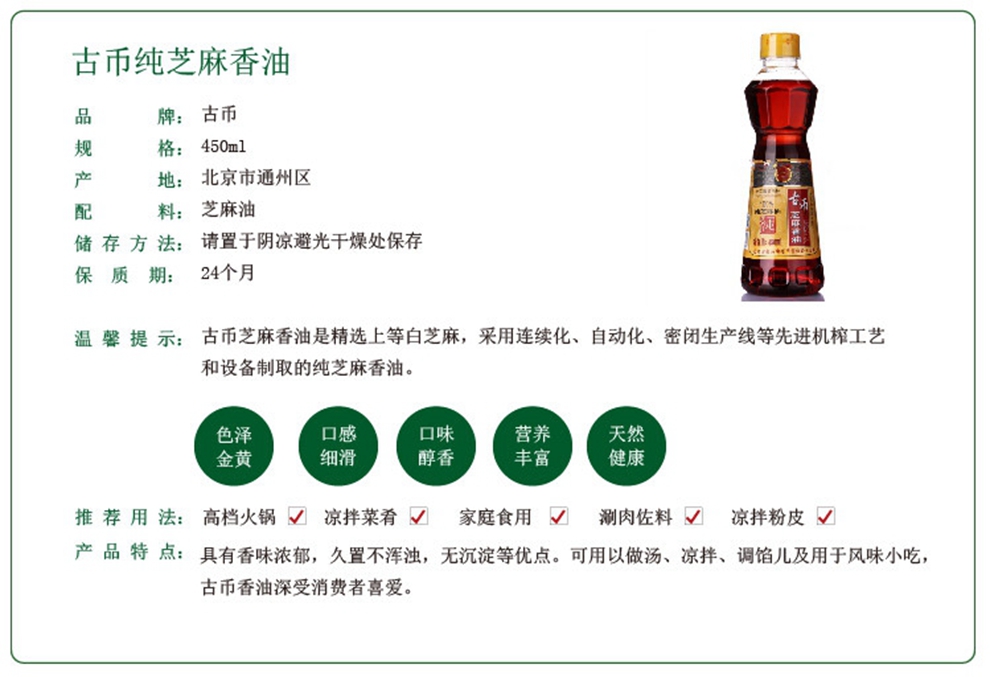 古币纯芝麻香油
品牌：古币
规格：450ml
产地：北京市通州区
配料：芝麻油
储存方法：请置于阴凉避光干燥处保存
保质期：24个月
温馨提示：古币芝麻香油是精选上等白芝麻，采用连续化、自动化、密闭生产线等先进机榨工艺
和设备制取的纯芝麻香油。
色泽
金黄
口感
细滑
口味
醇香
营养
丰富
天然
健康
推荐用法：高档火锅 凉拌菜肴 家庭食用 涮肉佐料 凉拌粉皮
产品特点：具有香味浓郁，久置不浑浊，无沉淀等优点。可用以做汤、凉拌、调馅儿及用于风味小吃，
古币香油深受消费者喜爱。
古币
芝麻香油
纯